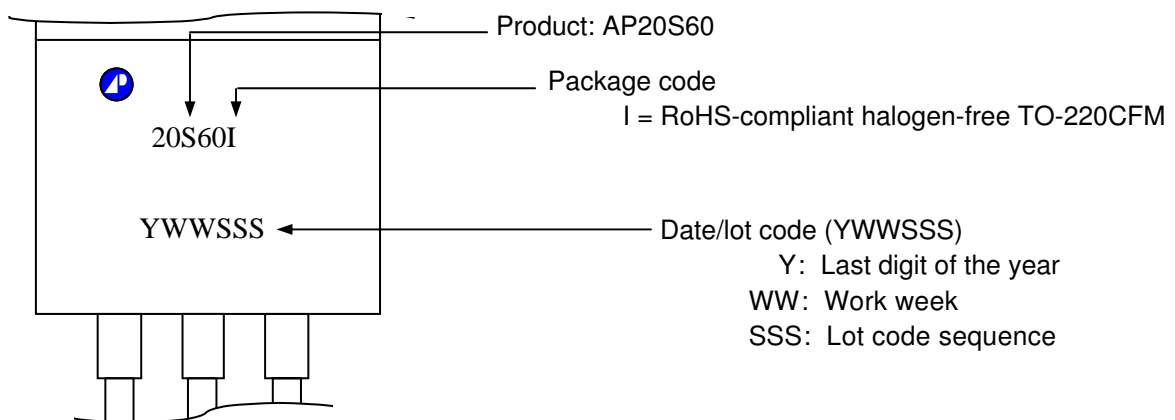 Product: AP20S60
Package code
I = RoHS-compliant halogen-free TO-220CFM
AP
20S60I
YWWSSS
Date/lot code (YWWSSS)
Y: Last digit of the year
WW: Work week
SSS: Lot code sequence